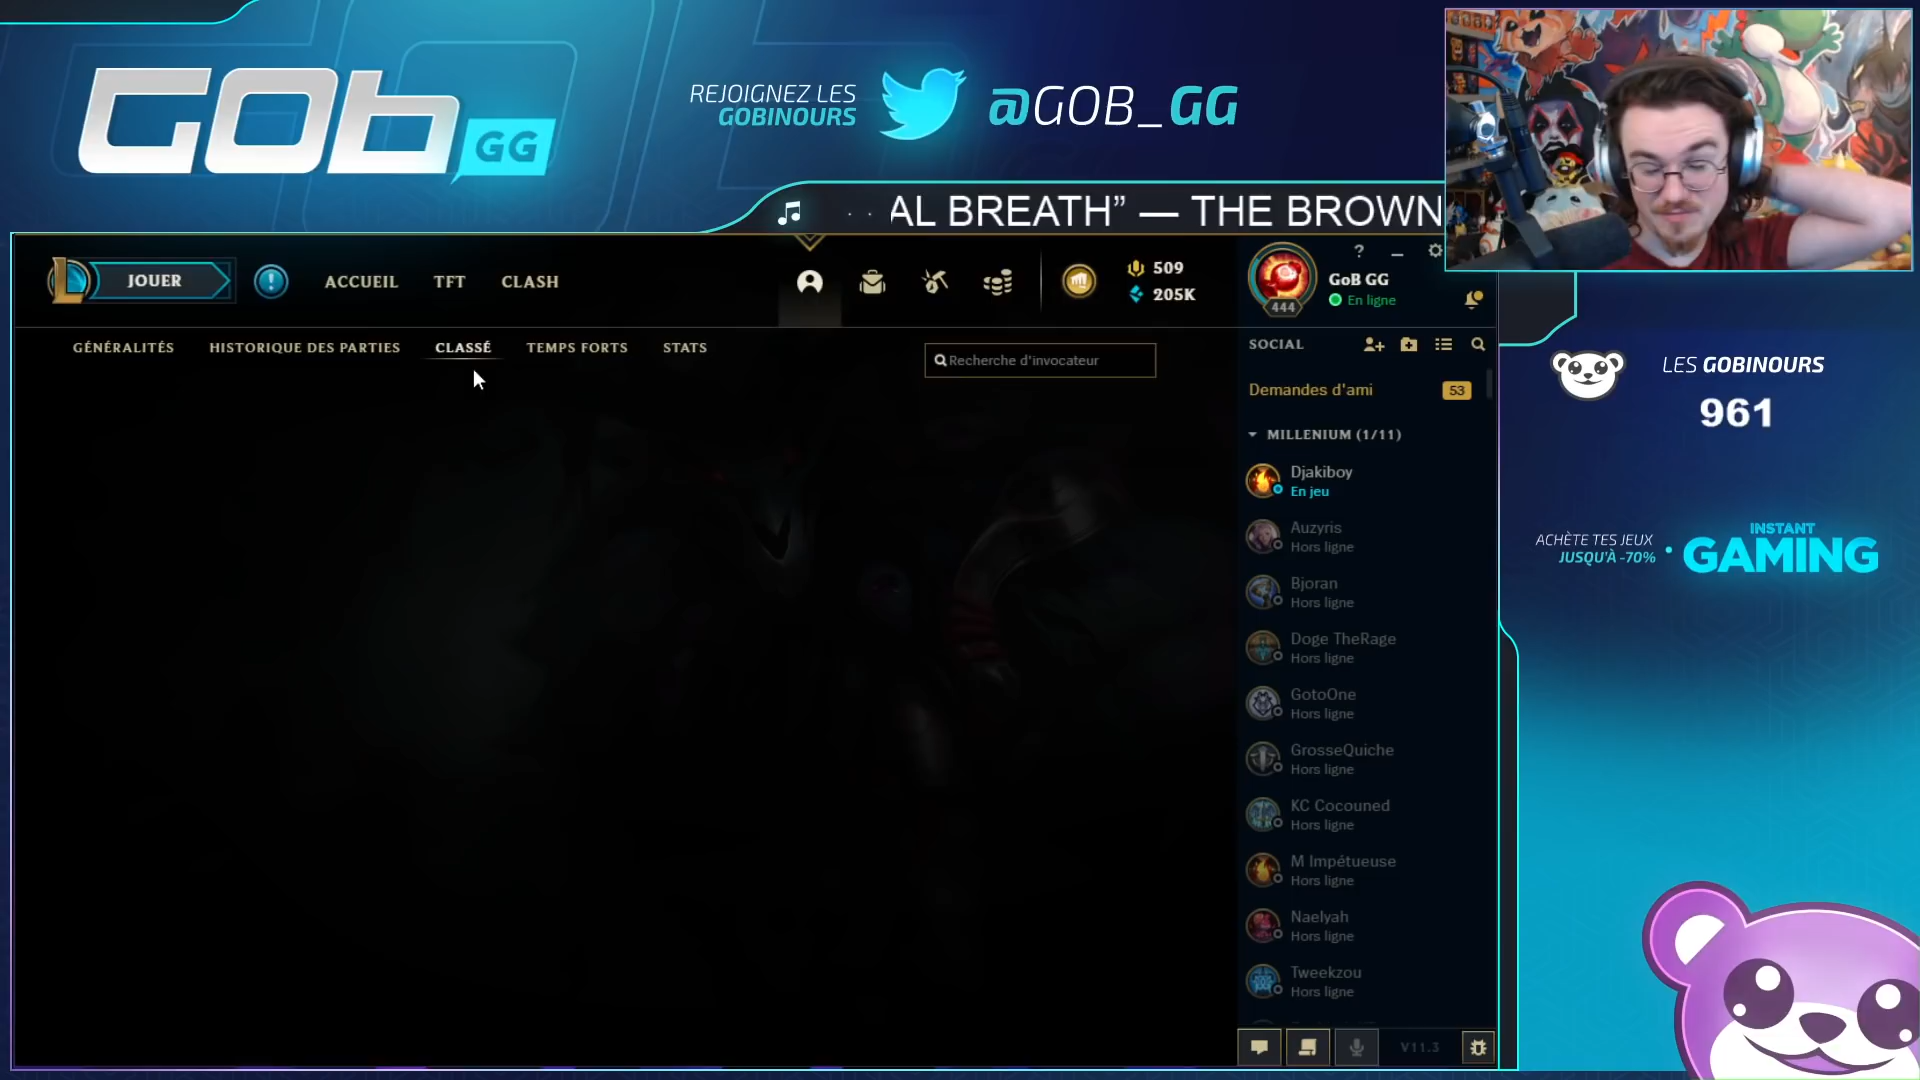 GOB
GG
REJOIGNEZ LES
GOBINOURS
@GOB_GG
AL BREATH” — THE BROWN
JOUER
ACCUEIL
TFT
CLASH
509
205K
444
?
GoB GG
En ligne
GÉNÉRALITÉS
HISTORIQUE DES PARTIES
CLASSÉ
TEMPS FORTS
STATS
Recherche d'invocateur
SOCIAL
Demandes d'ami
53
MILLENIUM (1/11)
Djakiboy
En jeu
Auzyris
Hors ligne
Bjoran
Hors ligne
Doge TheRage
Hors ligne
GotoOne
Hors ligne
GrosseQuiche
Hors ligne
KC Cocouned
Hors ligne
M Impétueuse
Hors ligne
Naelyah
Hors ligne
Tweekzou
Hors ligne
V11.3
LES GOBINOURS
961
ACHÈTE TES JEUX
JUSQU'À -70%
INSTANT
GAMING